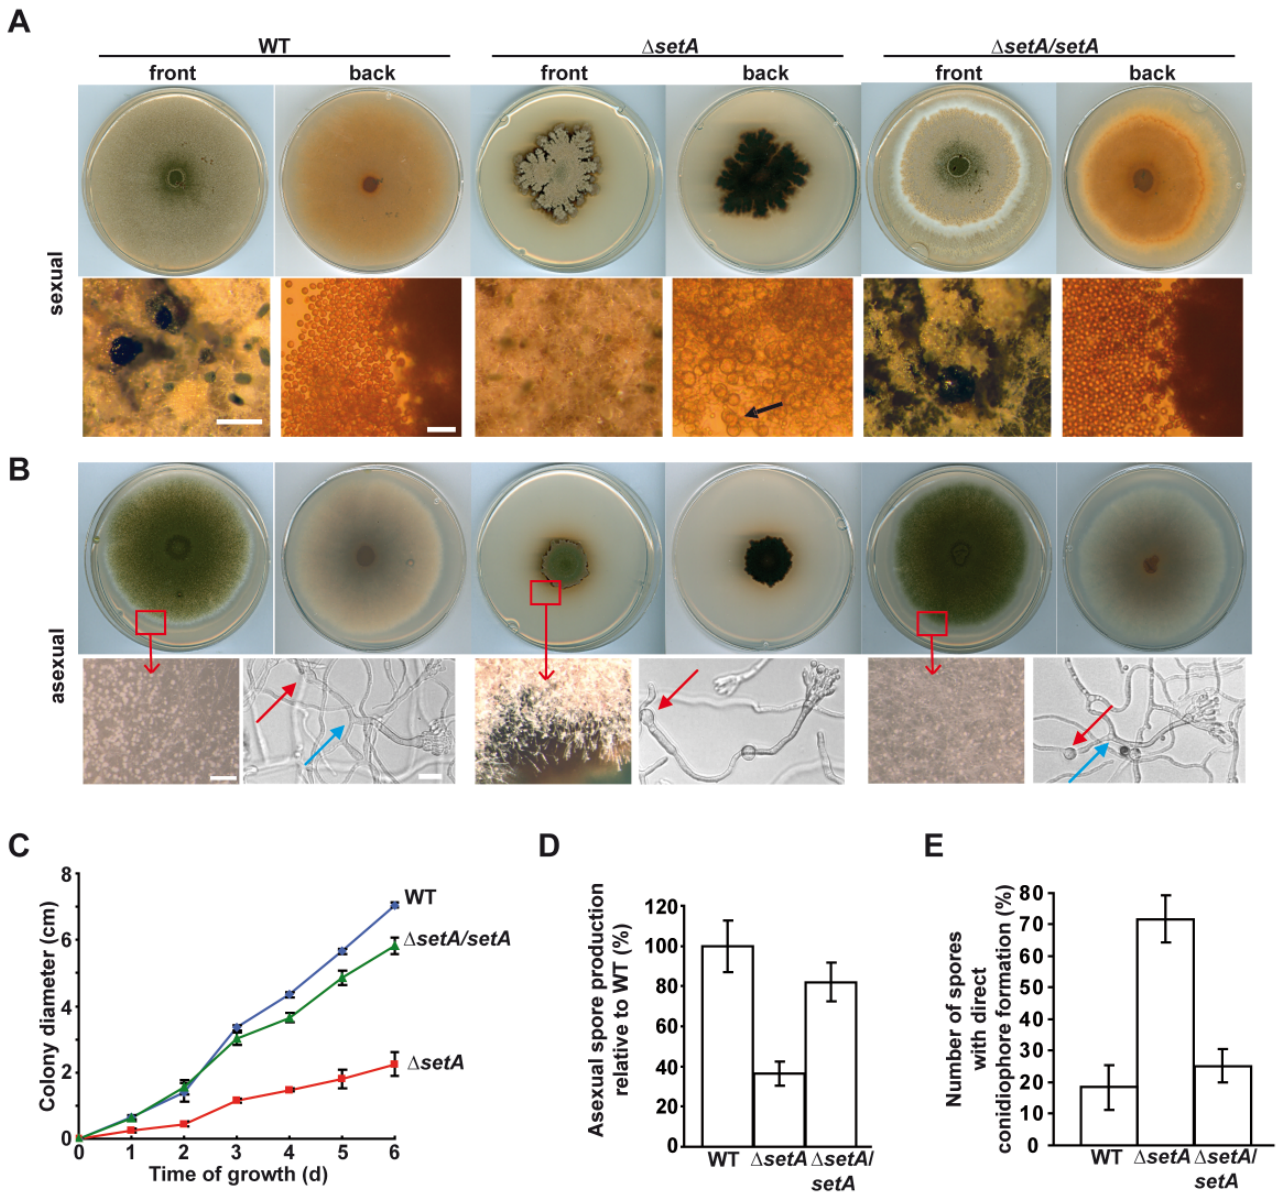 A
WT
ΔsetA
ΔsetA/setA
front
back
front
back
front
back
sexual
B
asexual
C
Colony diameter (cm)
8
6
4
2
0
0 1 2 3 4 5 6
Time of growth (d)
WT
ΔsetA/setA
ΔsetA
D
Asexual spore production
relative to WT (%)
120
100
80
60
40
20
0
WT ΔsetA ΔsetA/
setA
E
Number of spores
with direct
conidiophore formation (%)
80
70
60
50
40
30
20
10
0
WT ΔsetA ΔsetA/
setA